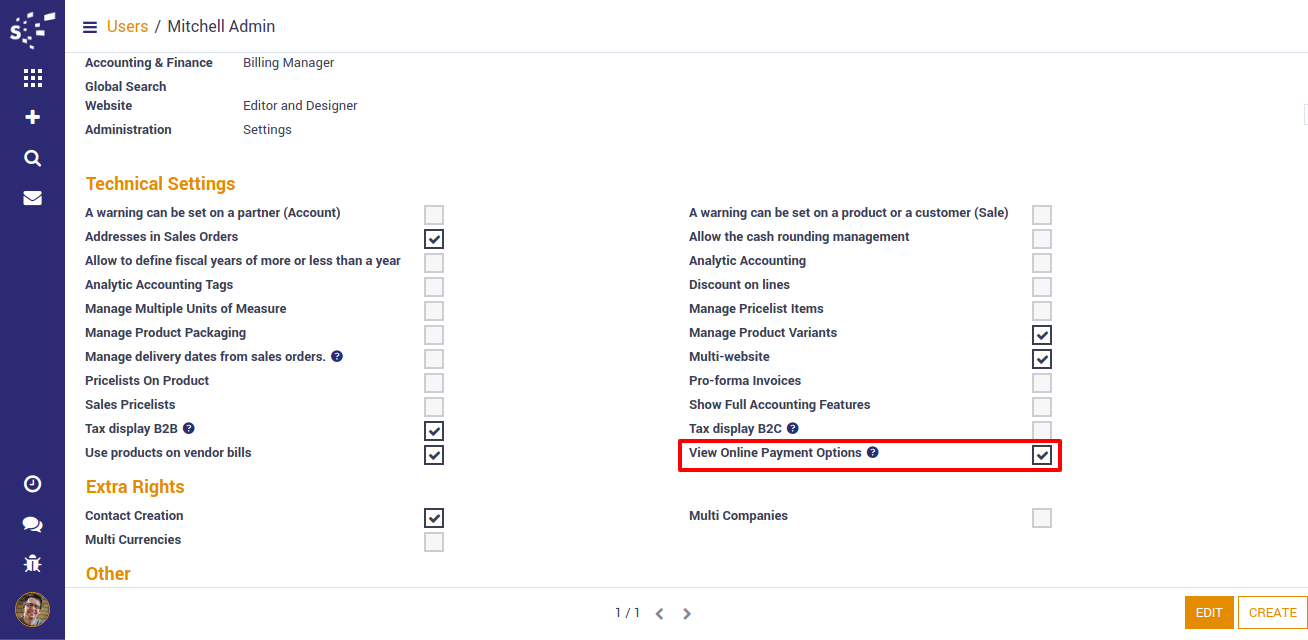 S
Users / Mitchell Admin
Accounting & Finance Billing Manager
Global Search
Website Editor and Designer
Administration Settings
Technical Settings
A warning can be set on a partner (Account) A warning can be set on a product or a customer (Sale)
Addresses in Sales Orders Allow the cash rounding management
Allow to define fiscal years of more or less than a year Analytic Accounting
Analytic Accounting Tags Discount on lines
Manage Multiple Units of Measure Manage Pricelist Items
Manage Product Packaging Manage Product Variants
Manage delivery dates from sales orders. ? Multi-website
Pricelists On Product Pro-forma Invoices
Sales Pricelists Show Full Accounting Features
Tax display B2B ? Tax display B2C ?
Use products on vendor bills View Online Payment Options ?
Extra Rights
Contact Creation Multi Companies
Multi Currencies
Other
1 / 1
EDIT CREATE